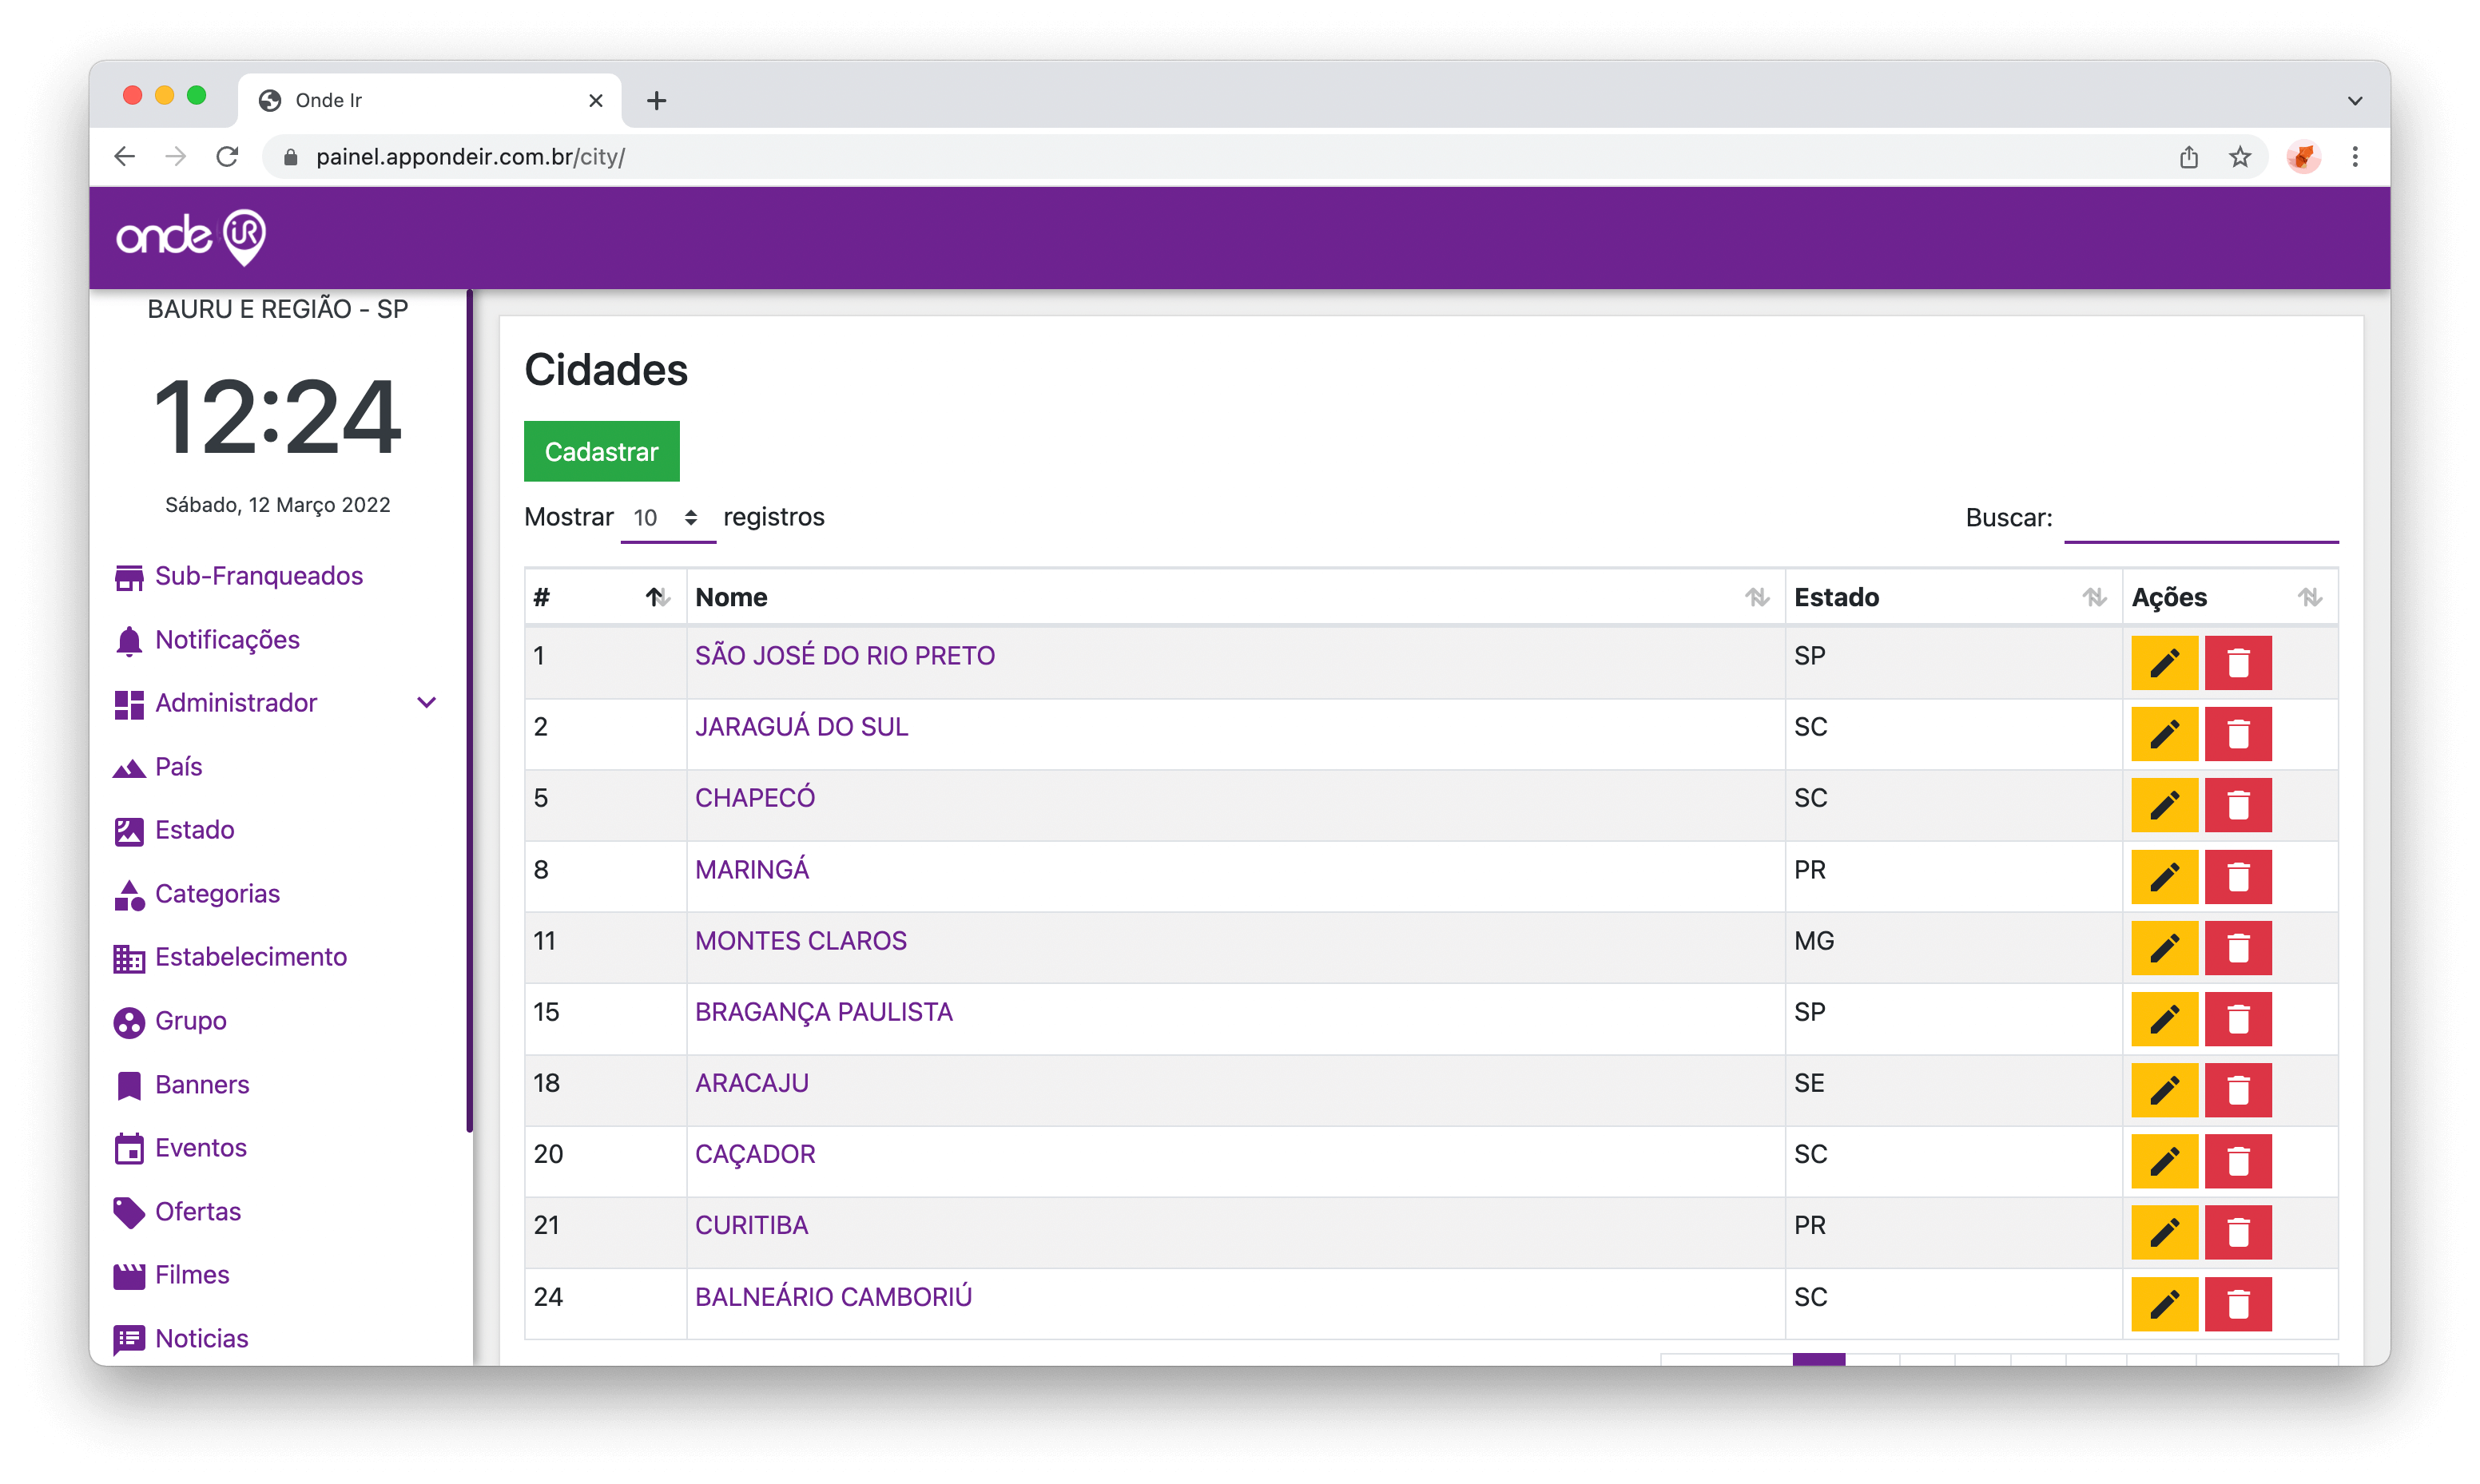 Onde Ir
painel.appondeir.com.br/city/
onde iR
BAURU E REGIÃO - SP
12:24
Sábado, 12 Março 2022
Sub-Franqueados
Notificações
Administrador
País
Estado
Categorias
Estabelecimento
Grupo
Banners
Eventos
Ofertas
Filmes
Noticias
Cidades
Cadastrar
Mostrar 10 registros
Buscar:
# Nome Estado Ações
1 SÃO JOSÉ DO RIO PRETO SP
2 JARAGUÁ DO SUL SC
5 CHAPECÓ SC
8 MARINGÁ PR
11 MONTES CLAROS MG
15 BRAGANÇA PAULISTA SP
18 ARACAJU SE
20 CAÇADOR SC
21 CURITIBA PR
24 BALNEÁRIO CAMBORIÚ SC